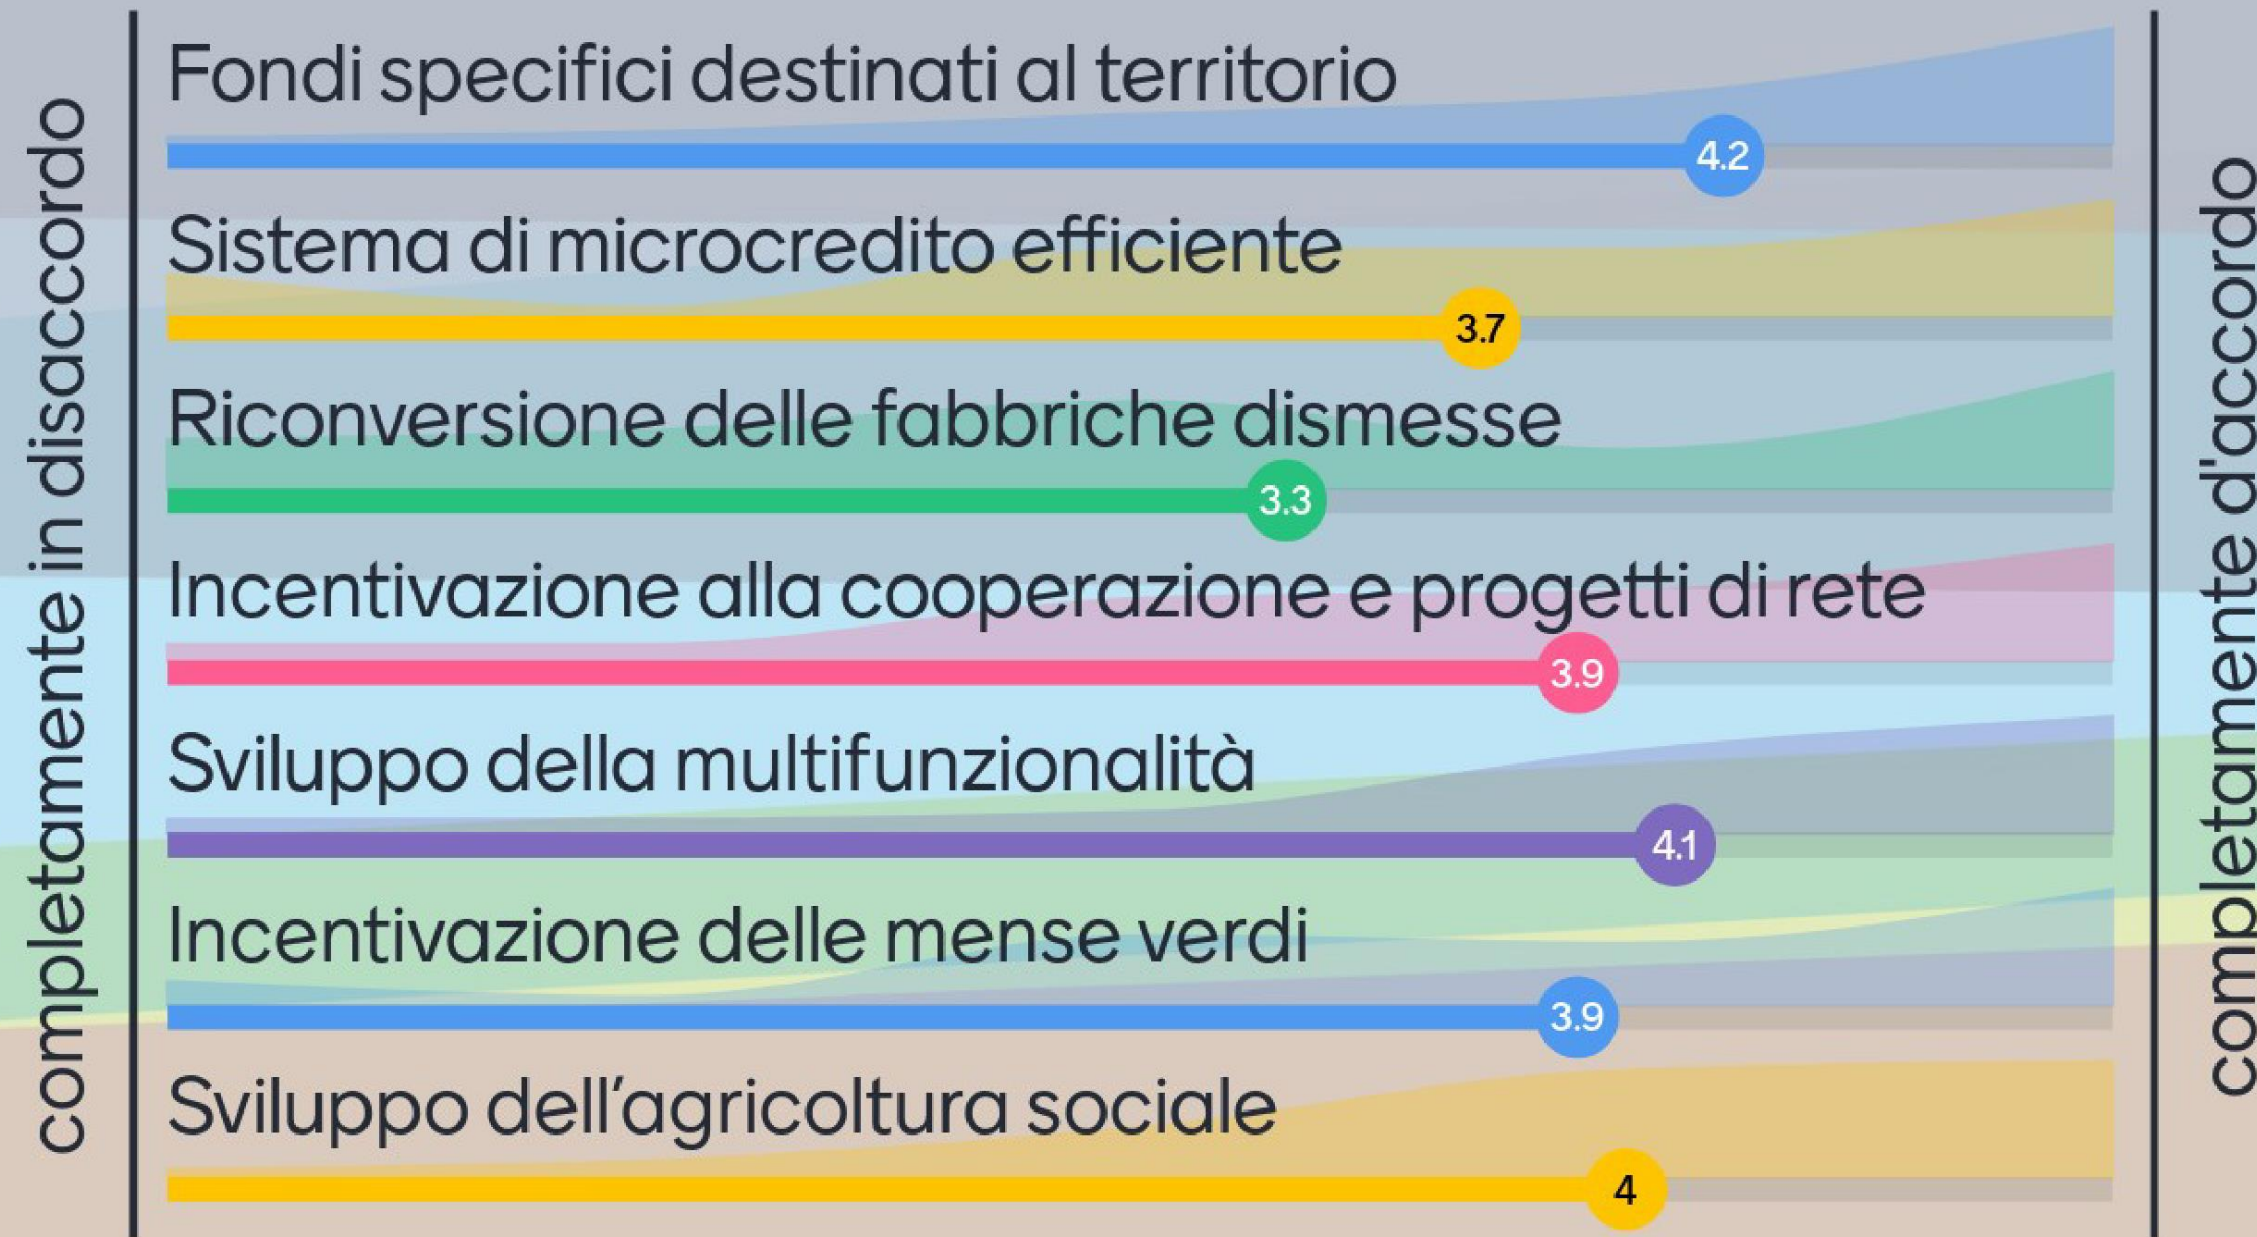 completamente in disaccordo
Fondi specifici destinati al territorio
4.2
Sistema di microcredito efficiente
3.7
Riconversione delle fabbriche dismesse
3.3
Incentivazione alla cooperazione e progetti di rete
3.9
Sviluppo della multifunzionalità
4.1
Incentivazione delle mense verdi
3.9
Sviluppo dell’agricoltura sociale
4
completamente d'accordo